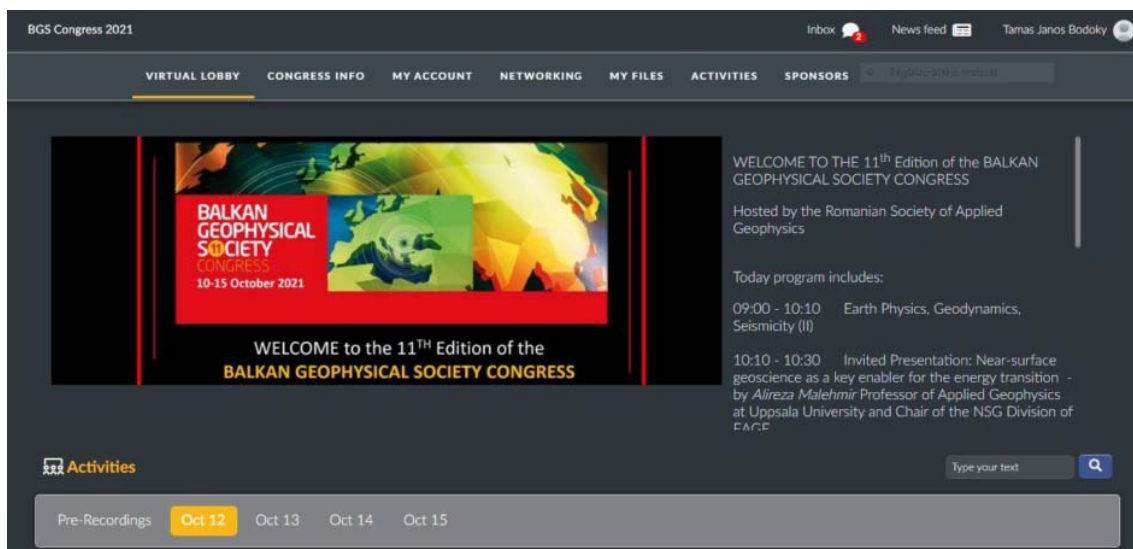 BGS Congress 2021
Inbox 2 News feed Tamas Janos Bodoky
VIRTUAL LOBBY CONGRESS INFO MY ACCOUNT NETWORKING MY FILES ACTIVITIES SPONSORS
BALKAN
GEOPHYSICAL
S11CIETY
CONGRESS
10-15 October 2021
WELCOME to the 11TH Edition of the
BALKAN GEOPHYSICAL SOCIETY CONGRESS
WELCOME TO THE 11th Edition of the BALKAN
GEOPHYSICAL SOCIETY CONGRESS
Hosted by the Romanian Society of Applied
Geophysics
Today program includes:
09:00 - 10:10 Earth Physics, Geodynamics,
Seismicity (II)
10:10 - 10:30 Invited Presentation: Near-surface
geoscience as a key enabler for the energy transition -
by Alireza Malehmir Professor of Applied Geophysics
at Uppsala University and Chair of the NSG Division of
EAGE
Activities
Type your text
Pre-Recordings Oct 12 Oct 13 Oct 14 Oct 15